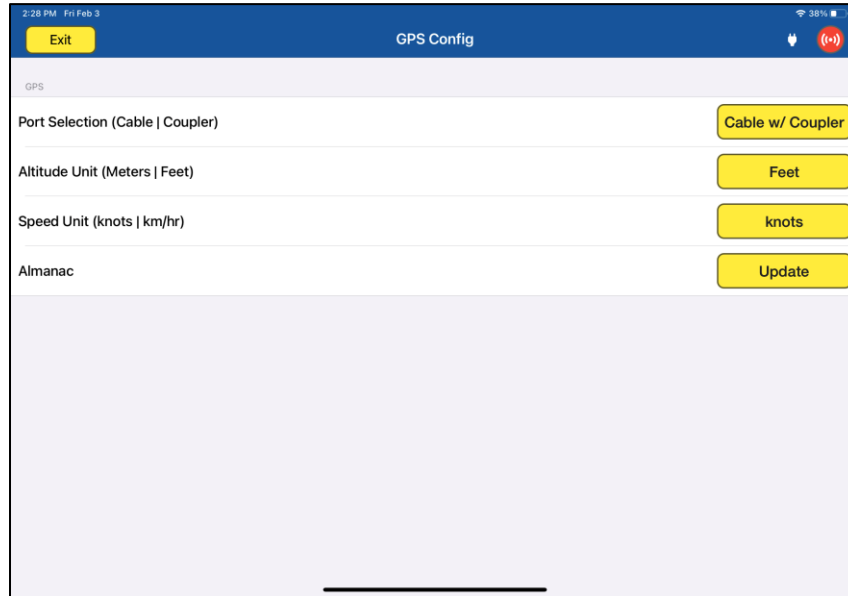 2:28 PM Fri Feb 3 38%
Exit GPS Config
GPS
Port Selection (Cable | Coupler) Cable w/ Coupler
Altitude Unit (Meters | Feet) Feet
Speed Unit (knots | km/hr) knots
Almanac Update